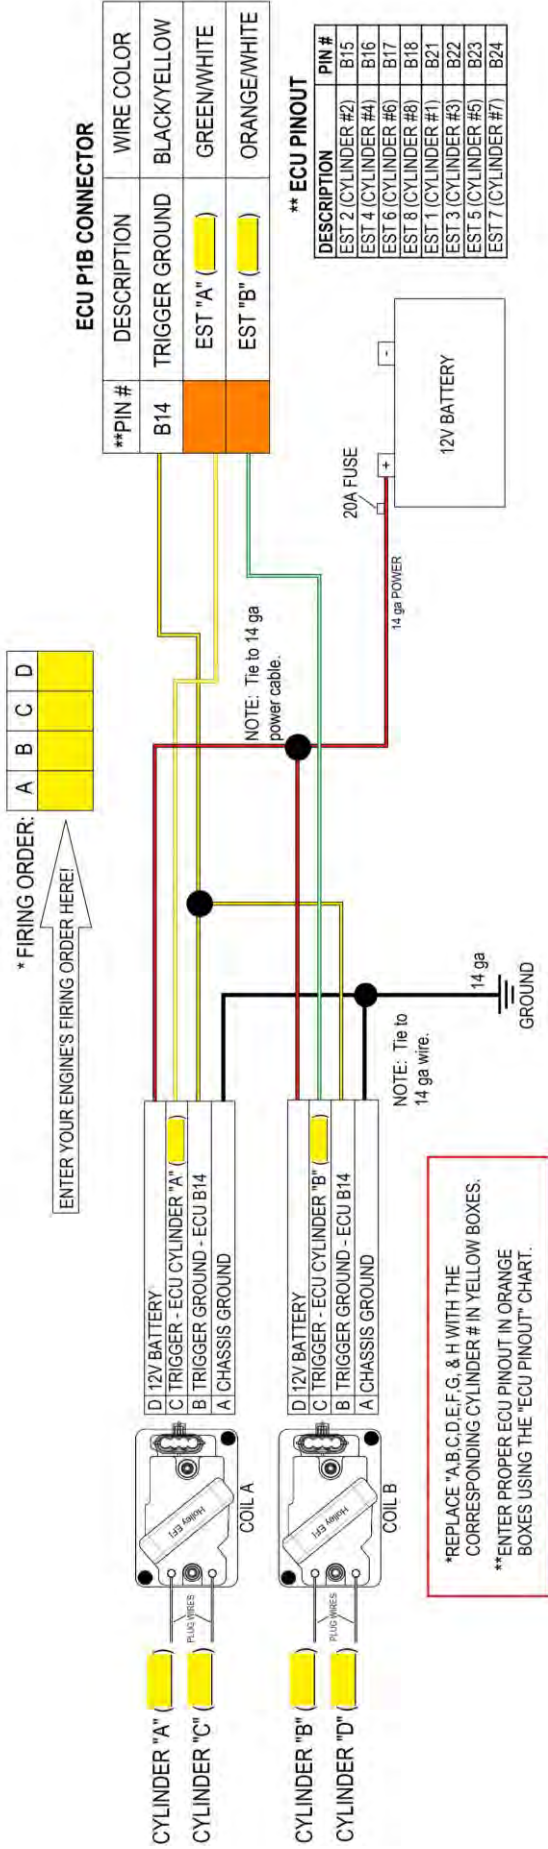 * FIRING ORDER:
A B C D
ENTER YOUR ENGINE'S FIRING ORDER HERE!
ECU P1B CONNECTOR
**PIN # DESCRIPTION WIRE COLOR
B14 TRIGGER GROUND BLACK/YELLOW
EST "A" ( ) GREEN/WHITE
EST "B" ( ) ORANGE/WHITE
CYLINDER "A" ( )
CYLINDER "C" ( )
PLUG WIRES
Holley EFI
COIL A
D 12V BATTERY
C TRIGGER - ECU CYLINDER "A" ( )
B TRIGGER GROUND - ECU B14
A CHASSIS GROUND
CYLINDER "B" ( )
CYLINDER "D" ( )
PLUG WIRES
Holley EFI
COIL B
D 12V BATTERY
C TRIGGER - ECU CYLINDER "B" ( )
B TRIGGER GROUND - ECU B14
A CHASSIS GROUND
NOTE: Tie to 14 ga
power cable.
NOTE: Tie to
14 ga wire.
14 ga
GROUND
14 ga POWER
20A FUSE
+
-
12V BATTERY
** ECU PINOUT
DESCRIPTION PIN #
EST 2 (CYLINDER #2) B15
EST 4 (CYLINDER #4) B16
EST 6 (CYLINDER #6) B17
EST 8 (CYLINDER #8) B18
EST 1 (CYLINDER #1) B21
EST 3 (CYLINDER #3) B22
EST 5 (CYLINDER #5) B23
EST 7 (CYLINDER #7) B24
*REPLACE "A,B,C,D,E,F,G, & H WITH THE
CORRESPONDING CYLINDER # IN YELLOW BOXES.
**ENTER PROPER ECU PINOUT IN ORANGE
BOXES USING THE "ECU PINOUT" CHART.